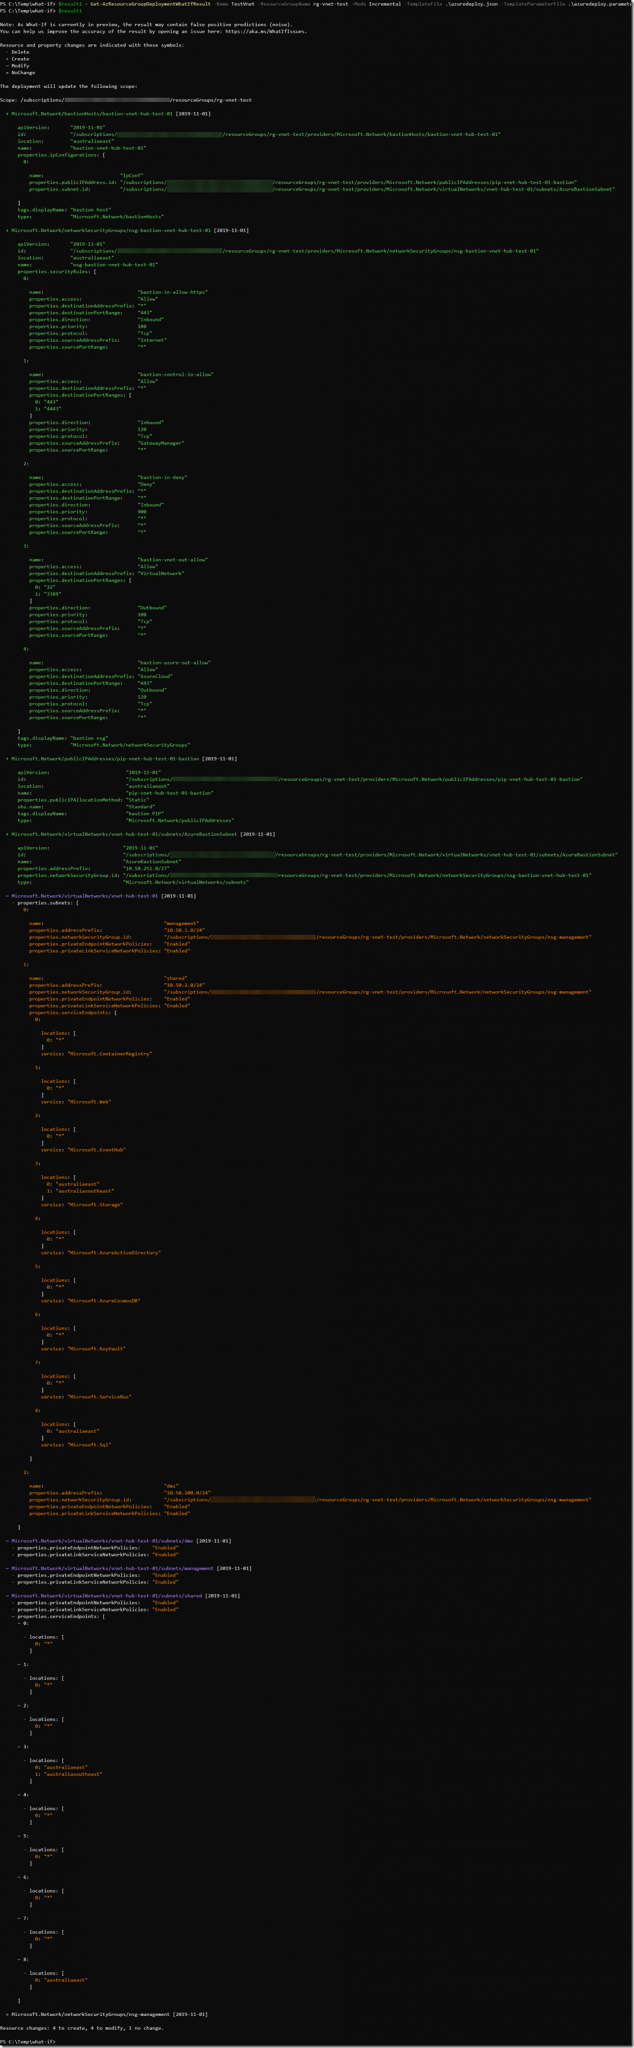 PS C:\Temp\what-if> $result1 = Get-AzResourceGroupDeploymentWhatIfResult -Name TestVnet -ResourceGroupName rg-vnet-test -Mode Incremental -TemplateFile .\azuredeploy.json -TemplateParameterFile .\azuredeploy.paramet
PS C:\Temp\what-if> $result1
Note: As What-If is currently in preview, the result may contain false positive predictions (noise).
You can help us improve the accuracy of the result by opening an issue here: https://aka.ms/WhatIfIssues.
Resource and property changes are indicated with these symbols:
- Delete
+ Create
~ Modify
= NoChange
The deployment will update the following scope:
Scope: /subscriptions/ /resourceGroups/rg-vnet-test
+ Microsoft.Network/bastionHosts/bastion-vnet-hub-test-01 [2019-11-01]
apiVersion: "2019-11-01"
id: "/subscriptions/ /resourceGroups/rg-vnet-test/providers/Microsoft.Network/bastionHosts/bastion-vnet-hub-test-01"
location: "australiaeast"
name: "bastion-vnet-hub-test-01"
properties.ipConfigurations: [
0:
name: "IpConf"
properties.publicIPAddress.id: "/subscriptions/ /resourceGroups/rg-vnet-test/providers/Microsoft.Network/publicIPAddresses/pip-vnet-hub-test-01-bastion"
properties.subnet.id: "/subscriptions/ /resourceGroups/rg-vnet-test/providers/Microsoft.Network/virtualNetworks/vnet-hub-test-01/subnets/AzureBastionSubnet"
]
tags.displayName: "bastion host"
type: "Microsoft.Network/bastionHosts"
+ Microsoft.Network/networkSecurityGroups/nsg-bastion-vnet-hub-test-01 [2019-11-01]
apiVersion: "2019-11-01"
id: "/subscriptions/ /resourceGroups/rg-vnet-test/providers/Microsoft.Network/networkSecurityGroups/nsg-bastion-vnet-hub-test-01"
location: "australiaeast"
name: "nsg-bastion-vnet-hub-test-01"
properties.securityRules: [
0:
name: "bastion-in-allow-https"
properties.access: "Allow"
properties.destinationAddressPrefix: "*"
properties.destinationPortRange: "443"
properties.direction: "Inbound"
properties.priority: 100
properties.protocol: "Tcp"
properties.sourceAddressPrefix: "Internet"
properties.sourcePortRange: "*"
1:
name: "bastion-control-in-allow"
properties.access: "Allow"
properties.destinationAddressPrefix: "*"
properties.destinationPortRanges: [
0: "443"
1: "4443"
]
properties.direction: "Inbound"
properties.priority: 120
properties.protocol: "Tcp"
properties.sourceAddressPrefix: "GatewayManager"
properties.sourcePortRange: "*"
2:
name: "bastion-in-deny"
properties.access: "Deny"
properties.destinationAddressPrefix: "*"
properties.destinationPortRange: "*"
properties.direction: "Inbound"
properties.priority: 900
properties.protocol: "*"
properties.sourceAddressPrefix: "*"
properties.sourcePortRange: "*"
3:
name: "bastion-vnet-out-allow"
properties.access: "Allow"
properties.destinationAddressPrefix: "VirtualNetwork"
properties.destinationPortRanges: [
0: "22"
1: "3389"
]
properties.direction: "Outbound"
properties.priority: 100
properties.protocol: "Tcp"
properties.sourceAddressPrefix: "*"
properties.sourcePortRange: "*"
4:
name: "bastion-azure-out-allow"
properties.access: "Allow"
properties.destinationAddressPrefix: "AzureCloud"
properties.destinationPortRange: "443"
properties.direction: "Outbound"
properties.priority: 120
properties.protocol: "Tcp"
properties.sourceAddressPrefix: "*"
properties.sourcePortRange: "*"
]
tags.displayName: "bastion nsg"
type: "Microsoft.Network/networkSecurityGroups"
+ Microsoft.Network/publicIPAddresses/pip-vnet-hub-test-01-bastion [2019-11-01]
apiVersion: "2019-11-01"
id: "/subscriptions/ /resourceGroups/rg-vnet-test/providers/Microsoft.Network/publicIPAddresses/pip-vnet-hub-test-01-bastion"
location: "australiaeast"
name: "pip-vnet-hub-test-01-bastion"
properties.publicIPAllocationMethod: "Static"
sku.name: "Standard"
tags.displayName: "bastion PIP"
type: "Microsoft.Network/publicIPAddresses"
+ Microsoft.Network/virtualNetworks/vnet-hub-test-01/subnets/AzureBastionSubnet [2019-11-01]
apiVersion: "2019-11-01"
id: "/subscriptions/ /resourceGroups/rg-vnet-test/providers/Microsoft.Network/virtualNetworks/vnet-hub-test-01/subnets/AzureBastionSubnet"
name: "AzureBastionSubnet"
properties.addressPrefix: "10.50.251.0/27"
properties.networkSecurityGroup.id: "/subscriptions/ /resourceGroups/rg-vnet-test/providers/Microsoft.Network/networkSecurityGroups/nsg-bastion-vnet-hub-test-01"
type: "Microsoft.Network/virtualNetworks/subnets"
~ Microsoft.Network/virtualNetworks/vnet-hub-test-01 [2019-11-01]
- properties.subnets: [
0:
name: "management"
properties.addressPrefix: "10.50.1.0/24"
properties.networkSecurityGroup.id: "/subscriptions/ /resourceGroups/rg-vnet-test/providers/Microsoft.Network/networkSecurityGroups/nsg-management"
properties.privateEndpointNetworkPolicies: "Enabled"
properties.privateLinkServiceNetworkPolicies: "Enabled"
1:
name: "shared"
properties.addressPrefix: "10.50.2.0/24"
properties.networkSecurityGroup.id: "/subscriptions/ /resourceGroups/rg-vnet-test/providers/Microsoft.Network/networkSecurityGroups/nsg-management"
properties.privateEndpointNetworkPolicies: "Enabled"
properties.privateLinkServiceNetworkPolicies: "Enabled"
properties.serviceEndpoints: [
0:
locations: [
0: "*"
]
service: "Microsoft.ContainerRegistry"
1:
locations: [
0: "*"
]
service: "Microsoft.Web"
2:
locations: [
0: "*"
]
service: "Microsoft.EventHub"
3:
locations: [
0: "australiaeast"
1: "australiasoutheast"
]
service: "Microsoft.Storage"
4:
locations: [
0: "*"
]
service: "Microsoft.AzureActiveDirectory"
5:
locations: [
0: "*"
]
service: "Microsoft.AzureCosmosDB"
6:
locations: [
0: "*"
]
service: "Microsoft.KeyVault"
7:
locations: [
0: "*"
]
service: "Microsoft.ServiceBus"
8:
locations: [
0: "australiaeast"
]
service: "Microsoft.Sql"
]
2:
name: "dmz"
properties.addressPrefix: "10.50.200.0/24"
properties.networkSecurityGroup.id: "/subscriptions/ /resourceGroups/rg-vnet-test/providers/Microsoft.Network/networkSecurityGroups/nsg-management"
properties.privateEndpointNetworkPolicies: "Enabled"
properties.privateLinkServiceNetworkPolicies: "Enabled"
]
~ Microsoft.Network/virtualNetworks/vnet-hub-test-01/subnets/dmz [2019-11-01]
- properties.privateEndpointNetworkPolicies: "Enabled"
- properties.privateLinkServiceNetworkPolicies: "Enabled"
~ Microsoft.Network/virtualNetworks/vnet-hub-test-01/subnets/management [2019-11-01]
- properties.privateEndpointNetworkPolicies: "Enabled"
- properties.privateLinkServiceNetworkPolicies: "Enabled"
~ Microsoft.Network/virtualNetworks/vnet-hub-test-01/subnets/shared [2019-11-01]
- properties.privateEndpointNetworkPolicies: "Enabled"
- properties.privateLinkServiceNetworkPolicies: "Enabled"
~ properties.serviceEndpoints: [
~ 0:
- locations: [
0: "*"
]
~ 1:
- locations: [
0: "*"
]
~ 2:
- locations: [
0: "*"
]
~ 3:
- locations: [
0: "australiaeast"
1: "australiasoutheast"
]
~ 4:
- locations: [
0: "*"
]
~ 5:
- locations: [
0: "*"
]
~ 6:
- locations: [
0: "*"
]
~ 7:
- locations: [
0: "*"
]
~ 8:
- locations: [
0: "australiaeast"
]
]
= Microsoft.Network/networkSecurityGroups/nsg-management [2019-11-01]
Resource changes: 4 to create, 4 to modify, 1 no change.
PS C:\Temp\what-if>